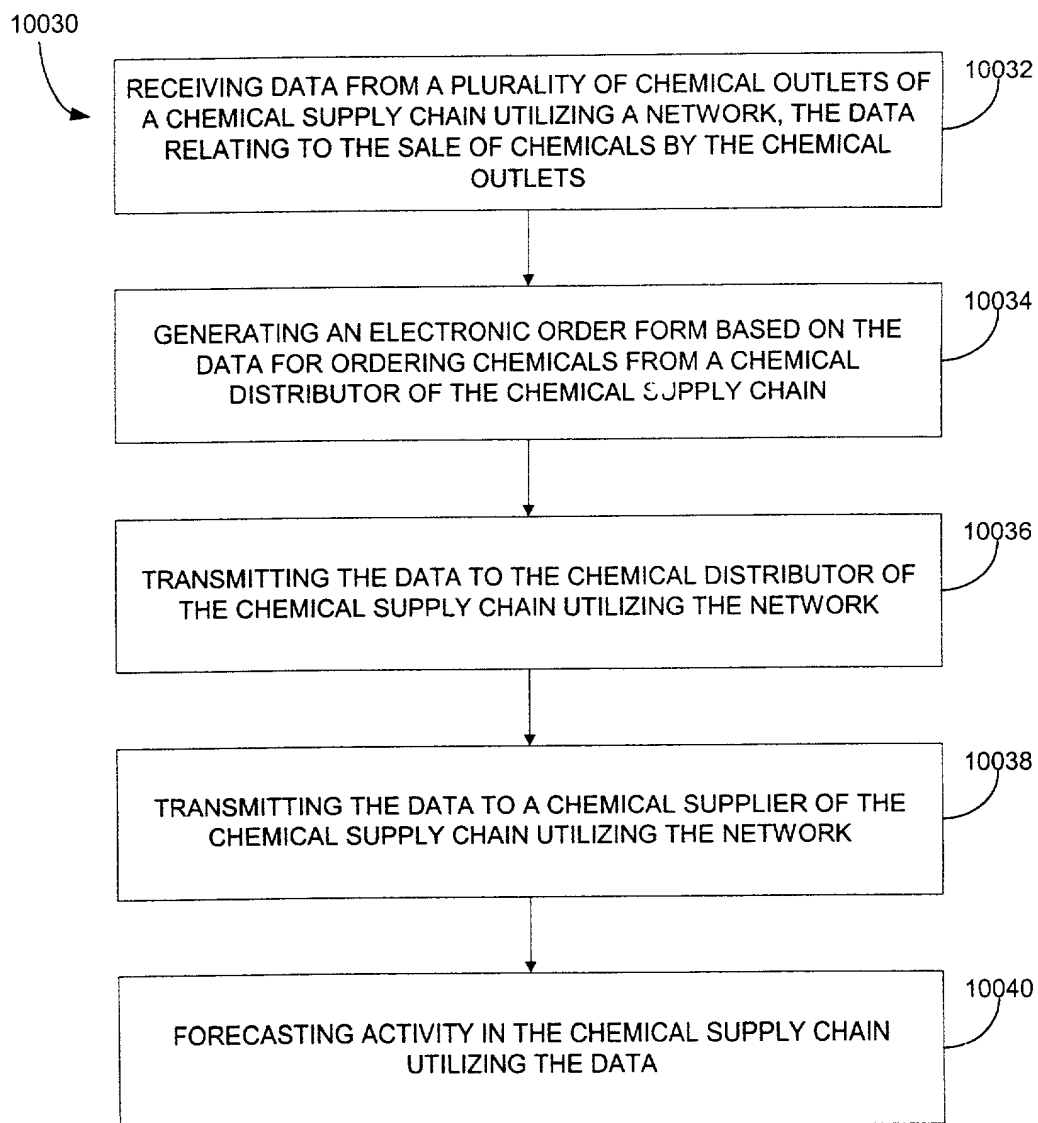 10030
RECEIVING DATA FROM A PLURALITY OF CHEMICAL OUTLETS OF
A CHEMICAL SUPPLY CHAIN UTILIZING A NETWORK, THE DATA
RELATING TO THE SALE OF CHEMICALS BY THE CHEMICAL
OUTLETS
10032
GENERATING AN ELECTRONIC ORDER FORM BASED ON THE
DATA FOR ORDERING CHEMICALS FROM A CHEMICAL
DISTRIBUTOR OF THE CHEMICAL SUPPLY CHAIN
10034
TRANSMITTING THE DATA TO THE CHEMICAL DISTRIBUTOR OF
THE CHEMICAL SUPPLY CHAIN UTILIZING THE NETWORK
10036
TRANSMITTING THE DATA TO A CHEMICAL SUPPLIER OF THE
CHEMICAL SUPPLY CHAIN UTILIZING THE NETWORK
10038
FORECASTING ACTIVITY IN THE CHEMICAL SUPPLY CHAIN
UTILIZING THE DATA
10040